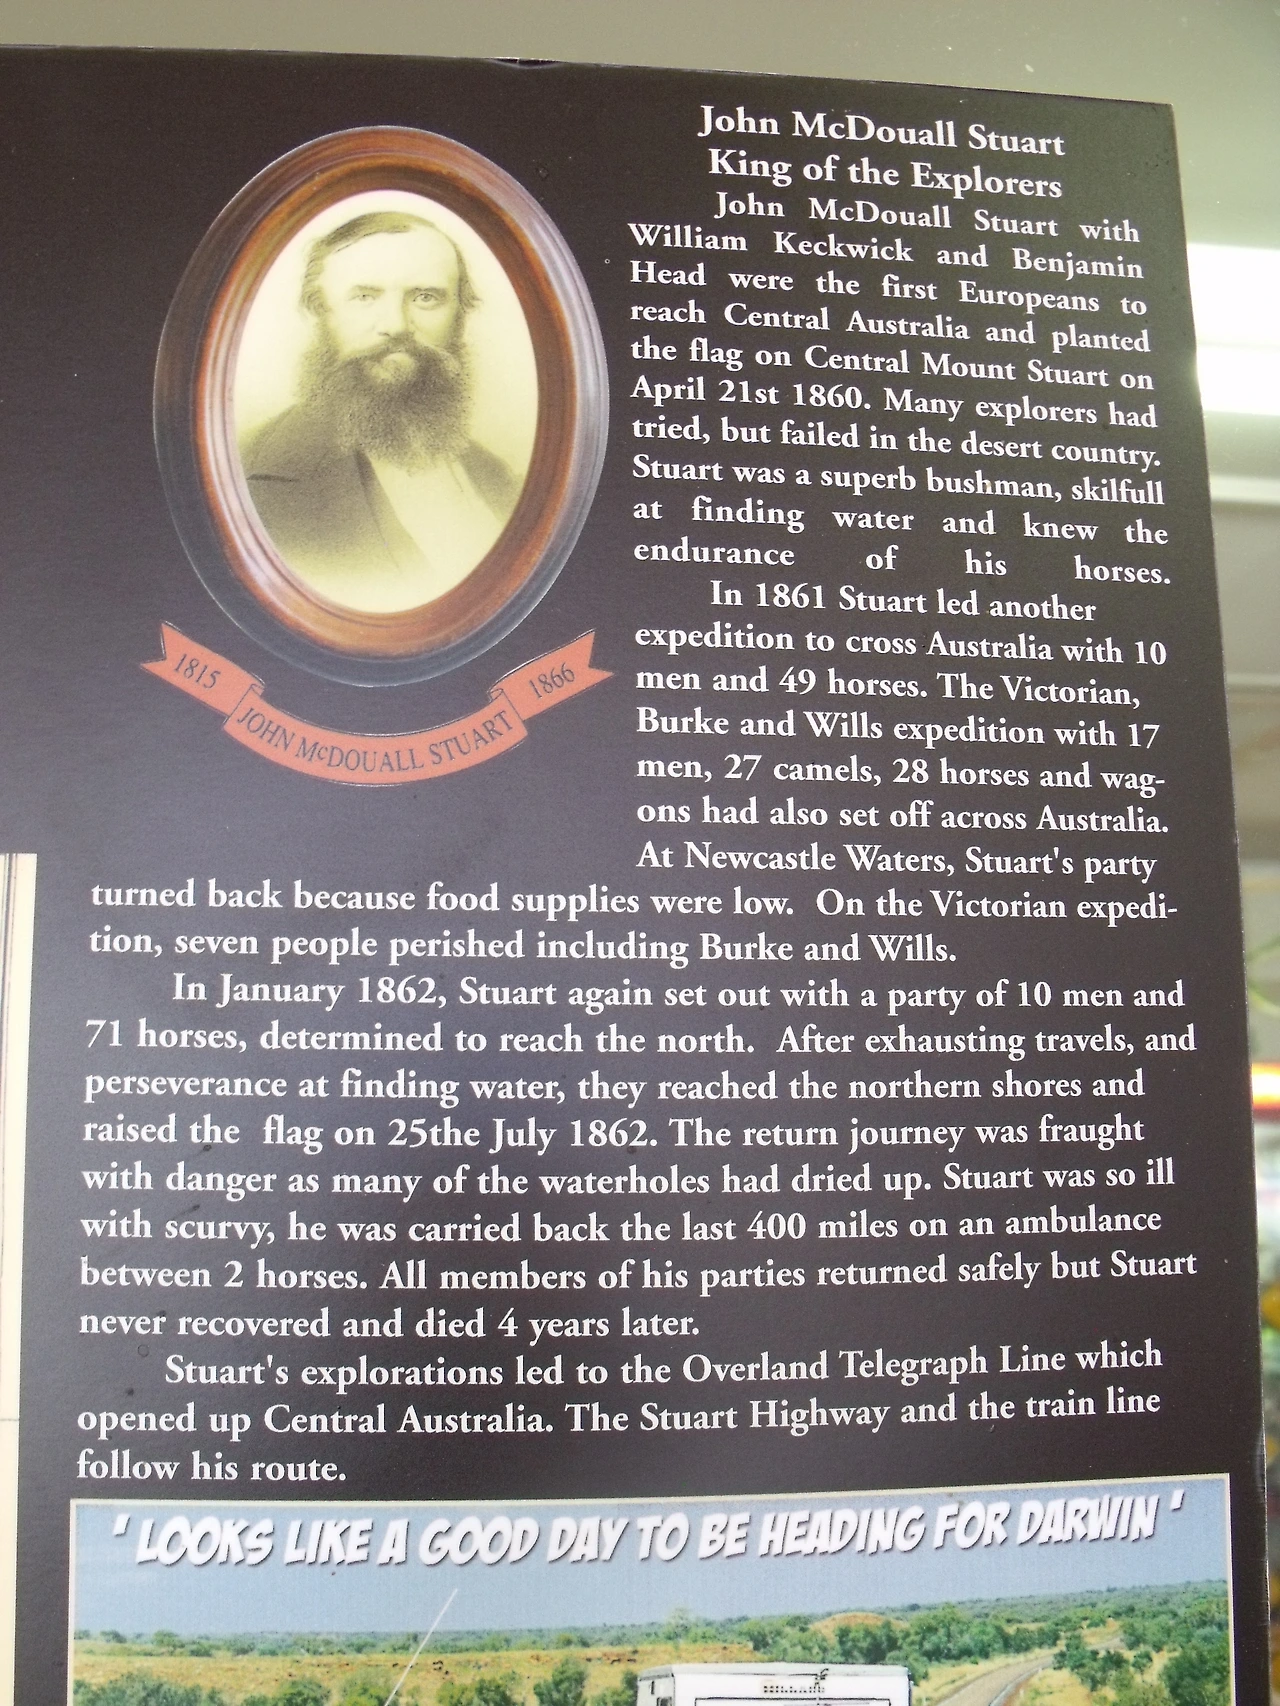 John McDouall Stuart
King of the Explorers
John McDouall Stuart with
William Keckwick and Benjamin
Head were the first Europeans to
reach Central Australia and planted
the flag on Central Mount Stuart on
April 21st 1860. Many explorers had
tried, but failed in the desert country.
Stuart was a superb bushman, skilfull
at finding water and knew the
endurance of his horses.
In 1861 Stuart led another
expedition to cross Australia with 10
men and 49 horses. The Victorian,
Burke and Wills expedition with 17
men, 27 camels, 28 horses and wag-
ons had also set off across Australia.
At Newcastle Waters, Stuart's party
turned back because food supplies were low. On the Victorian expedi-
tion, seven people perished including Burke and Wills.
In January 1862, Stuart again set out with a party of 10 men and
71 horses, determined to reach the north. After exhausting travels, and
perseverance at finding water, they reached the northern shores and
raised the flag on 25the July 1862. The return journey was fraught
with danger as many of the waterholes had dried up. Stuart was so ill
with scurvy, he was carried back the last 400 miles on an ambulance
between 2 horses. All members of his parties returned safely but Stuart
never recovered and died 4 years later.
Stuart's explorations led to the Overland Telegraph Line which
opened up Central Australia. The Stuart Highway and the train line
follow his route.
1815
JOHN McDOUALL STUART
1866
'LOOKS LIKE A GOOD DAY TO BE HEADING FOR DARWIN'